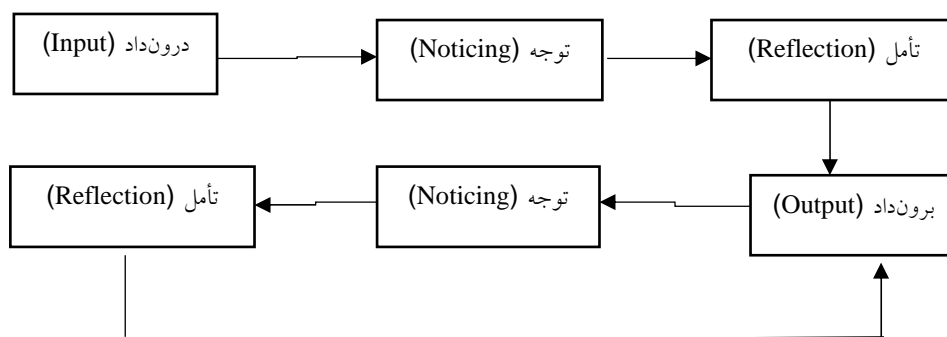 درون‌داد (Input)
توجه (Noticing)
تأمل (Reflection)
برون‌داد (Output)
توجه (Noticing)
تأمل (Reflection)